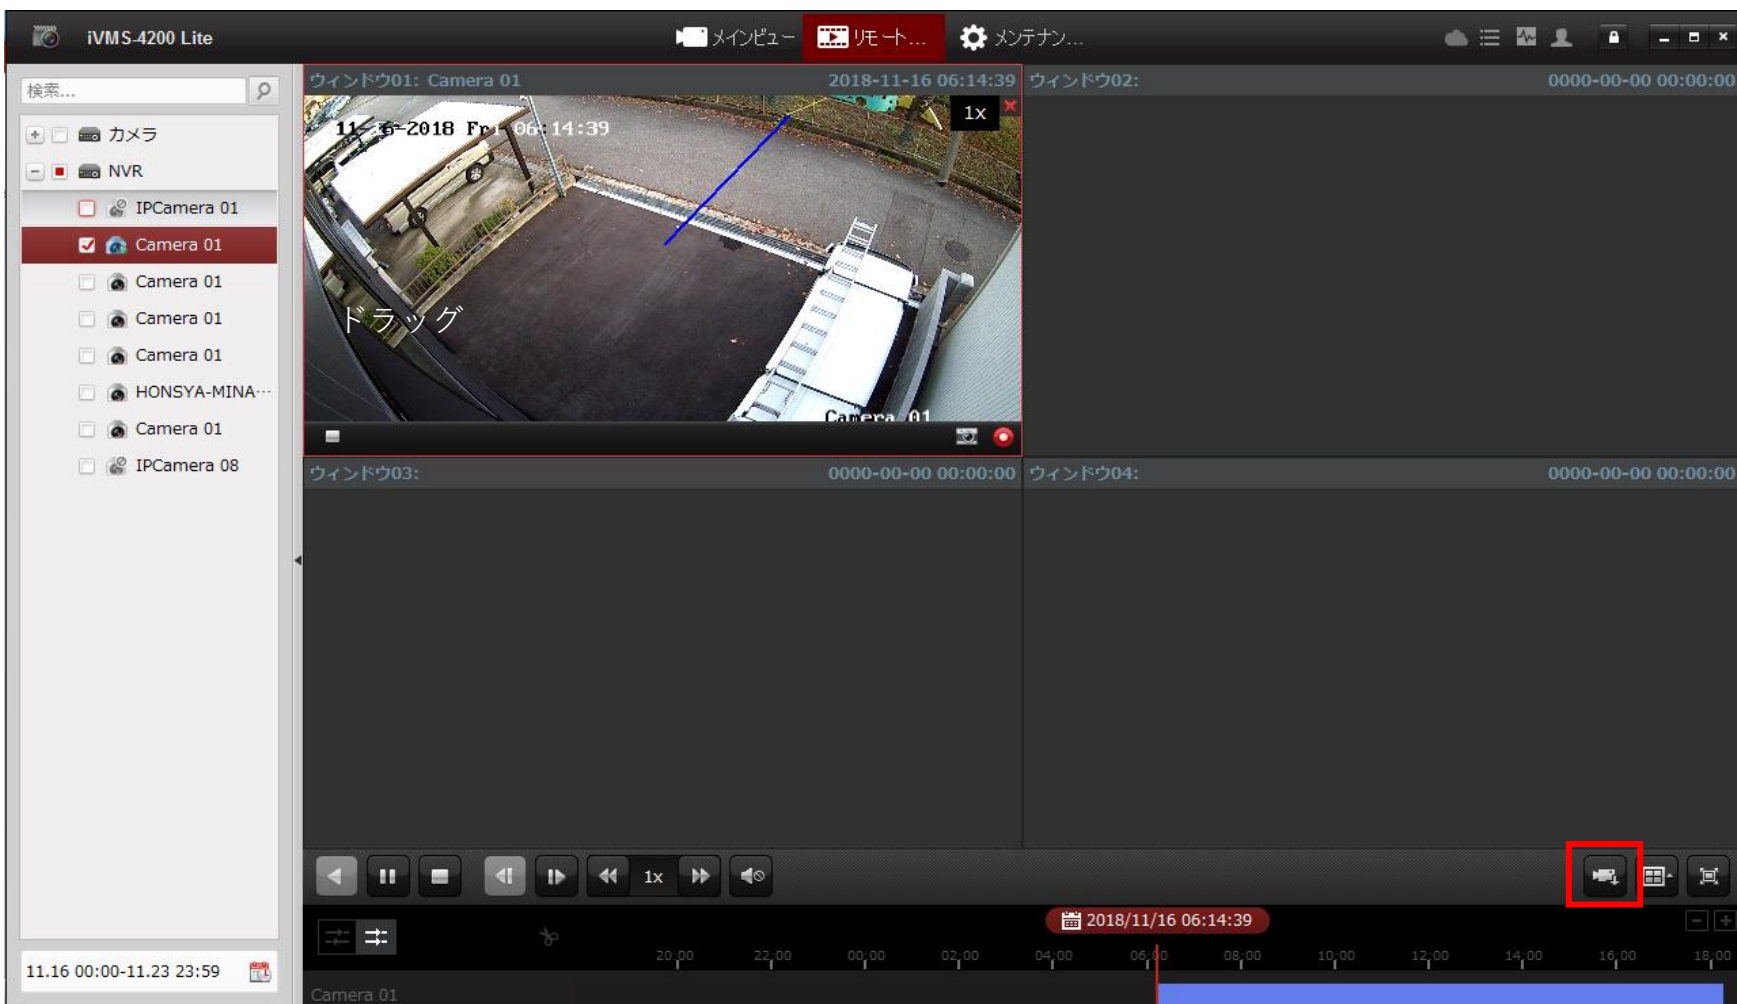 iVMS-4200 Lite
メインビュー
リモート...
メンテナン...
検索...
カメラ
NVR
IPCamera 01
Camera 01
Camera 01
Camera 01
Camera 01
HONSYA-MINA…
Camera 01
IPCamera 08
11.16 00:00-11.23 23:59
ウィンドウ01: Camera 01
2018-11-16 06:14:39
11-16-2018 Fri 06:14:39
1x
ドラッグ
Camera 01
ウィンドウ02:
0000-00-00 00:00:00
ウィンドウ03:
0000-00-00 00:00:00
ウィンドウ04:
0000-00-00 00:00:00
1x
2018/11/16 06:14:39
20:00 22:00 00:00 02:00 04:00 06:00 08:00 10:00 12:00 14:00 16:00 18:00
Camera 01